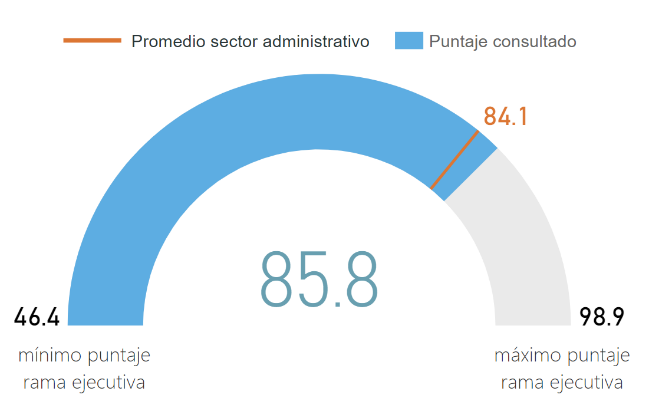 Promedio sector administrativo
Puntaje consultado
84.1
85.8
46.4
98.9
mínimo puntaje
rama ejecutiva
máximo puntaje
rama ejecutiva